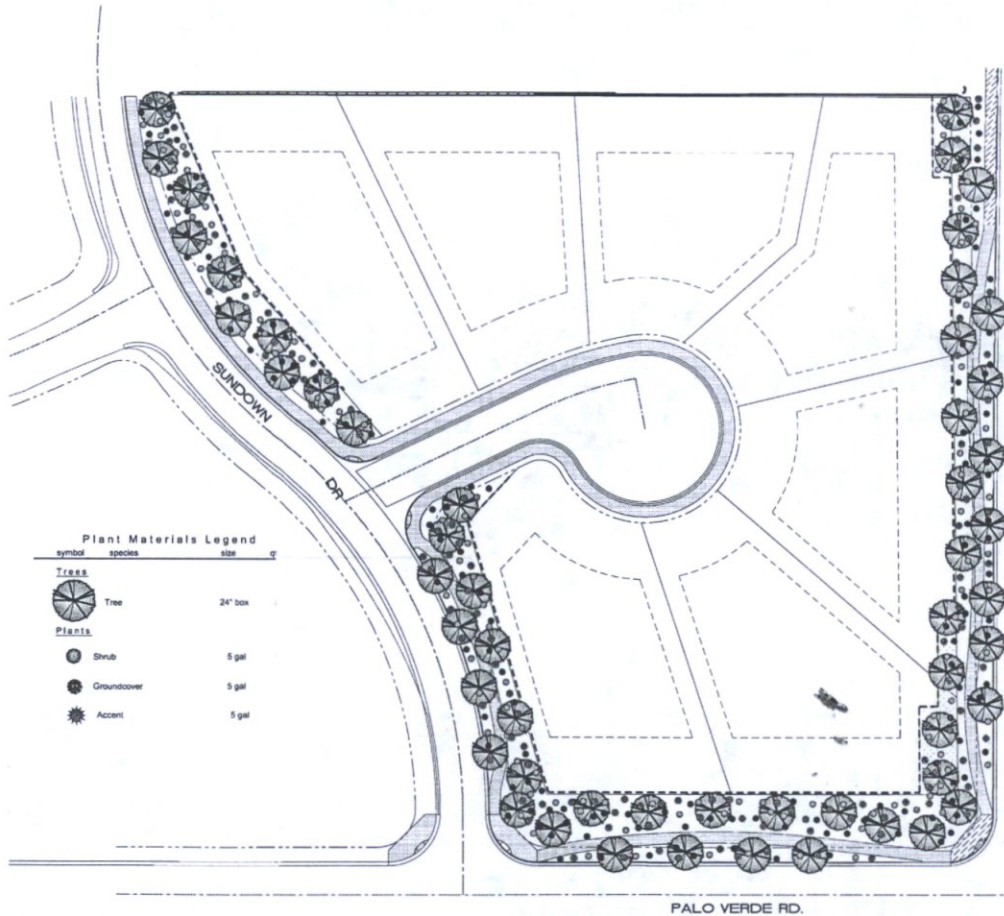 SUNDOWN DR
Plant Materials Legend
symbol species size q
Trees
Tree 24" box
Plants
Shrub 5 gal
Groundcover 5 gal
Accent 5 gal
PALO VERDE RD.